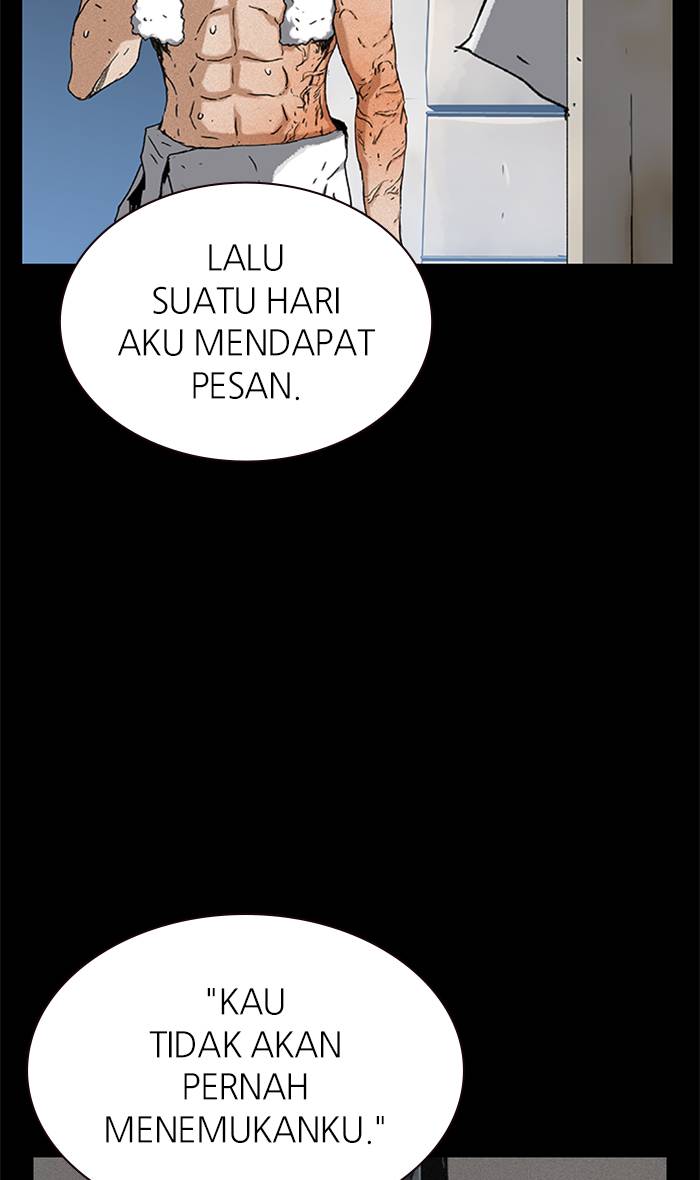 LALU
SUATU HARI
AKU MENDAPAT
PESAN.
"KAU
TIDAK AKAN
PERNAH
MENEMUKANKU."